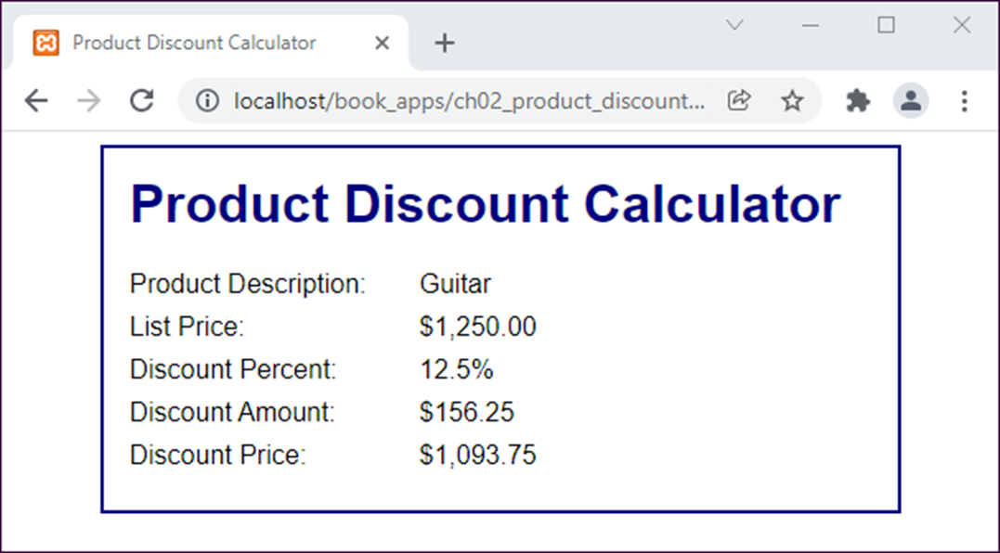 Product Discount Calculator
localhost/book_apps/ch02_product_discount...
Product Discount Calculator
Product Description: Guitar
List Price: $1,250.00
Discount Percent: 12.5%
Discount Amount: $156.25
Discount Price: $1,093.75